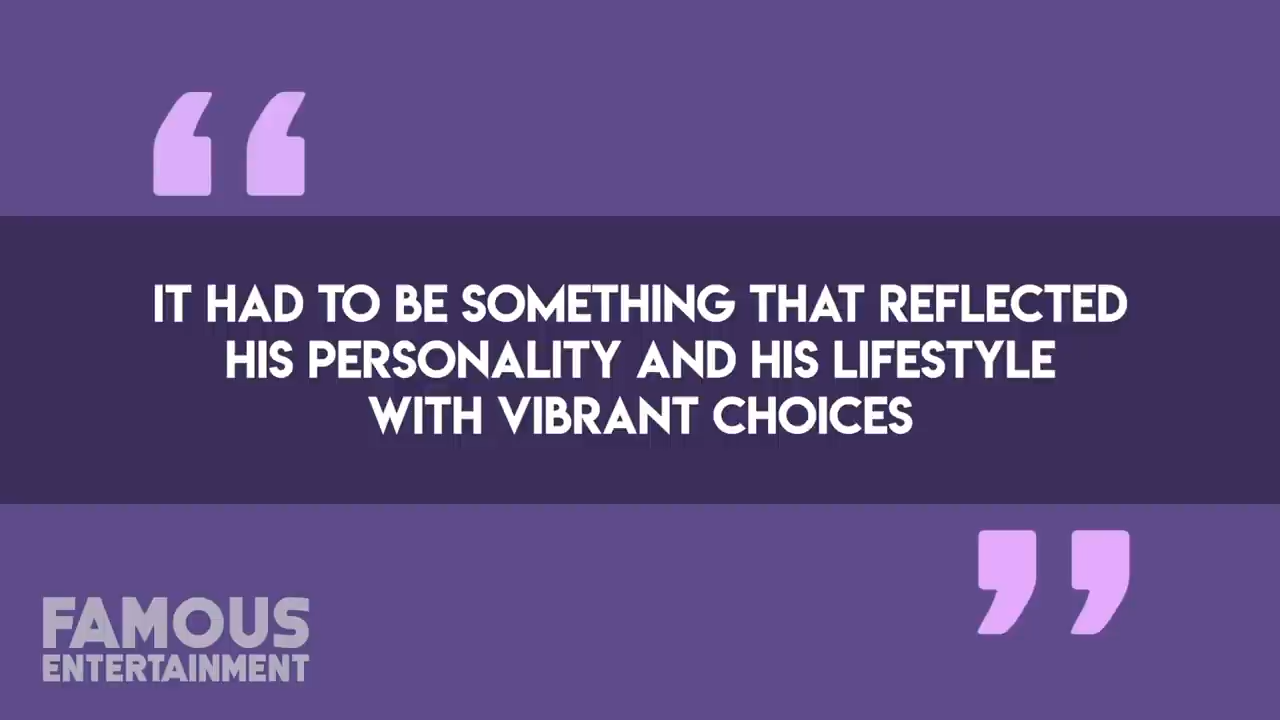 “
IT HAD TO BE SOMETHING THAT REFLECTED
HIS PERSONALITY AND HIS LIFESTYLE
WITH VIBRANT CHOICES
”
FAMOUS
ENTERTAINMENT